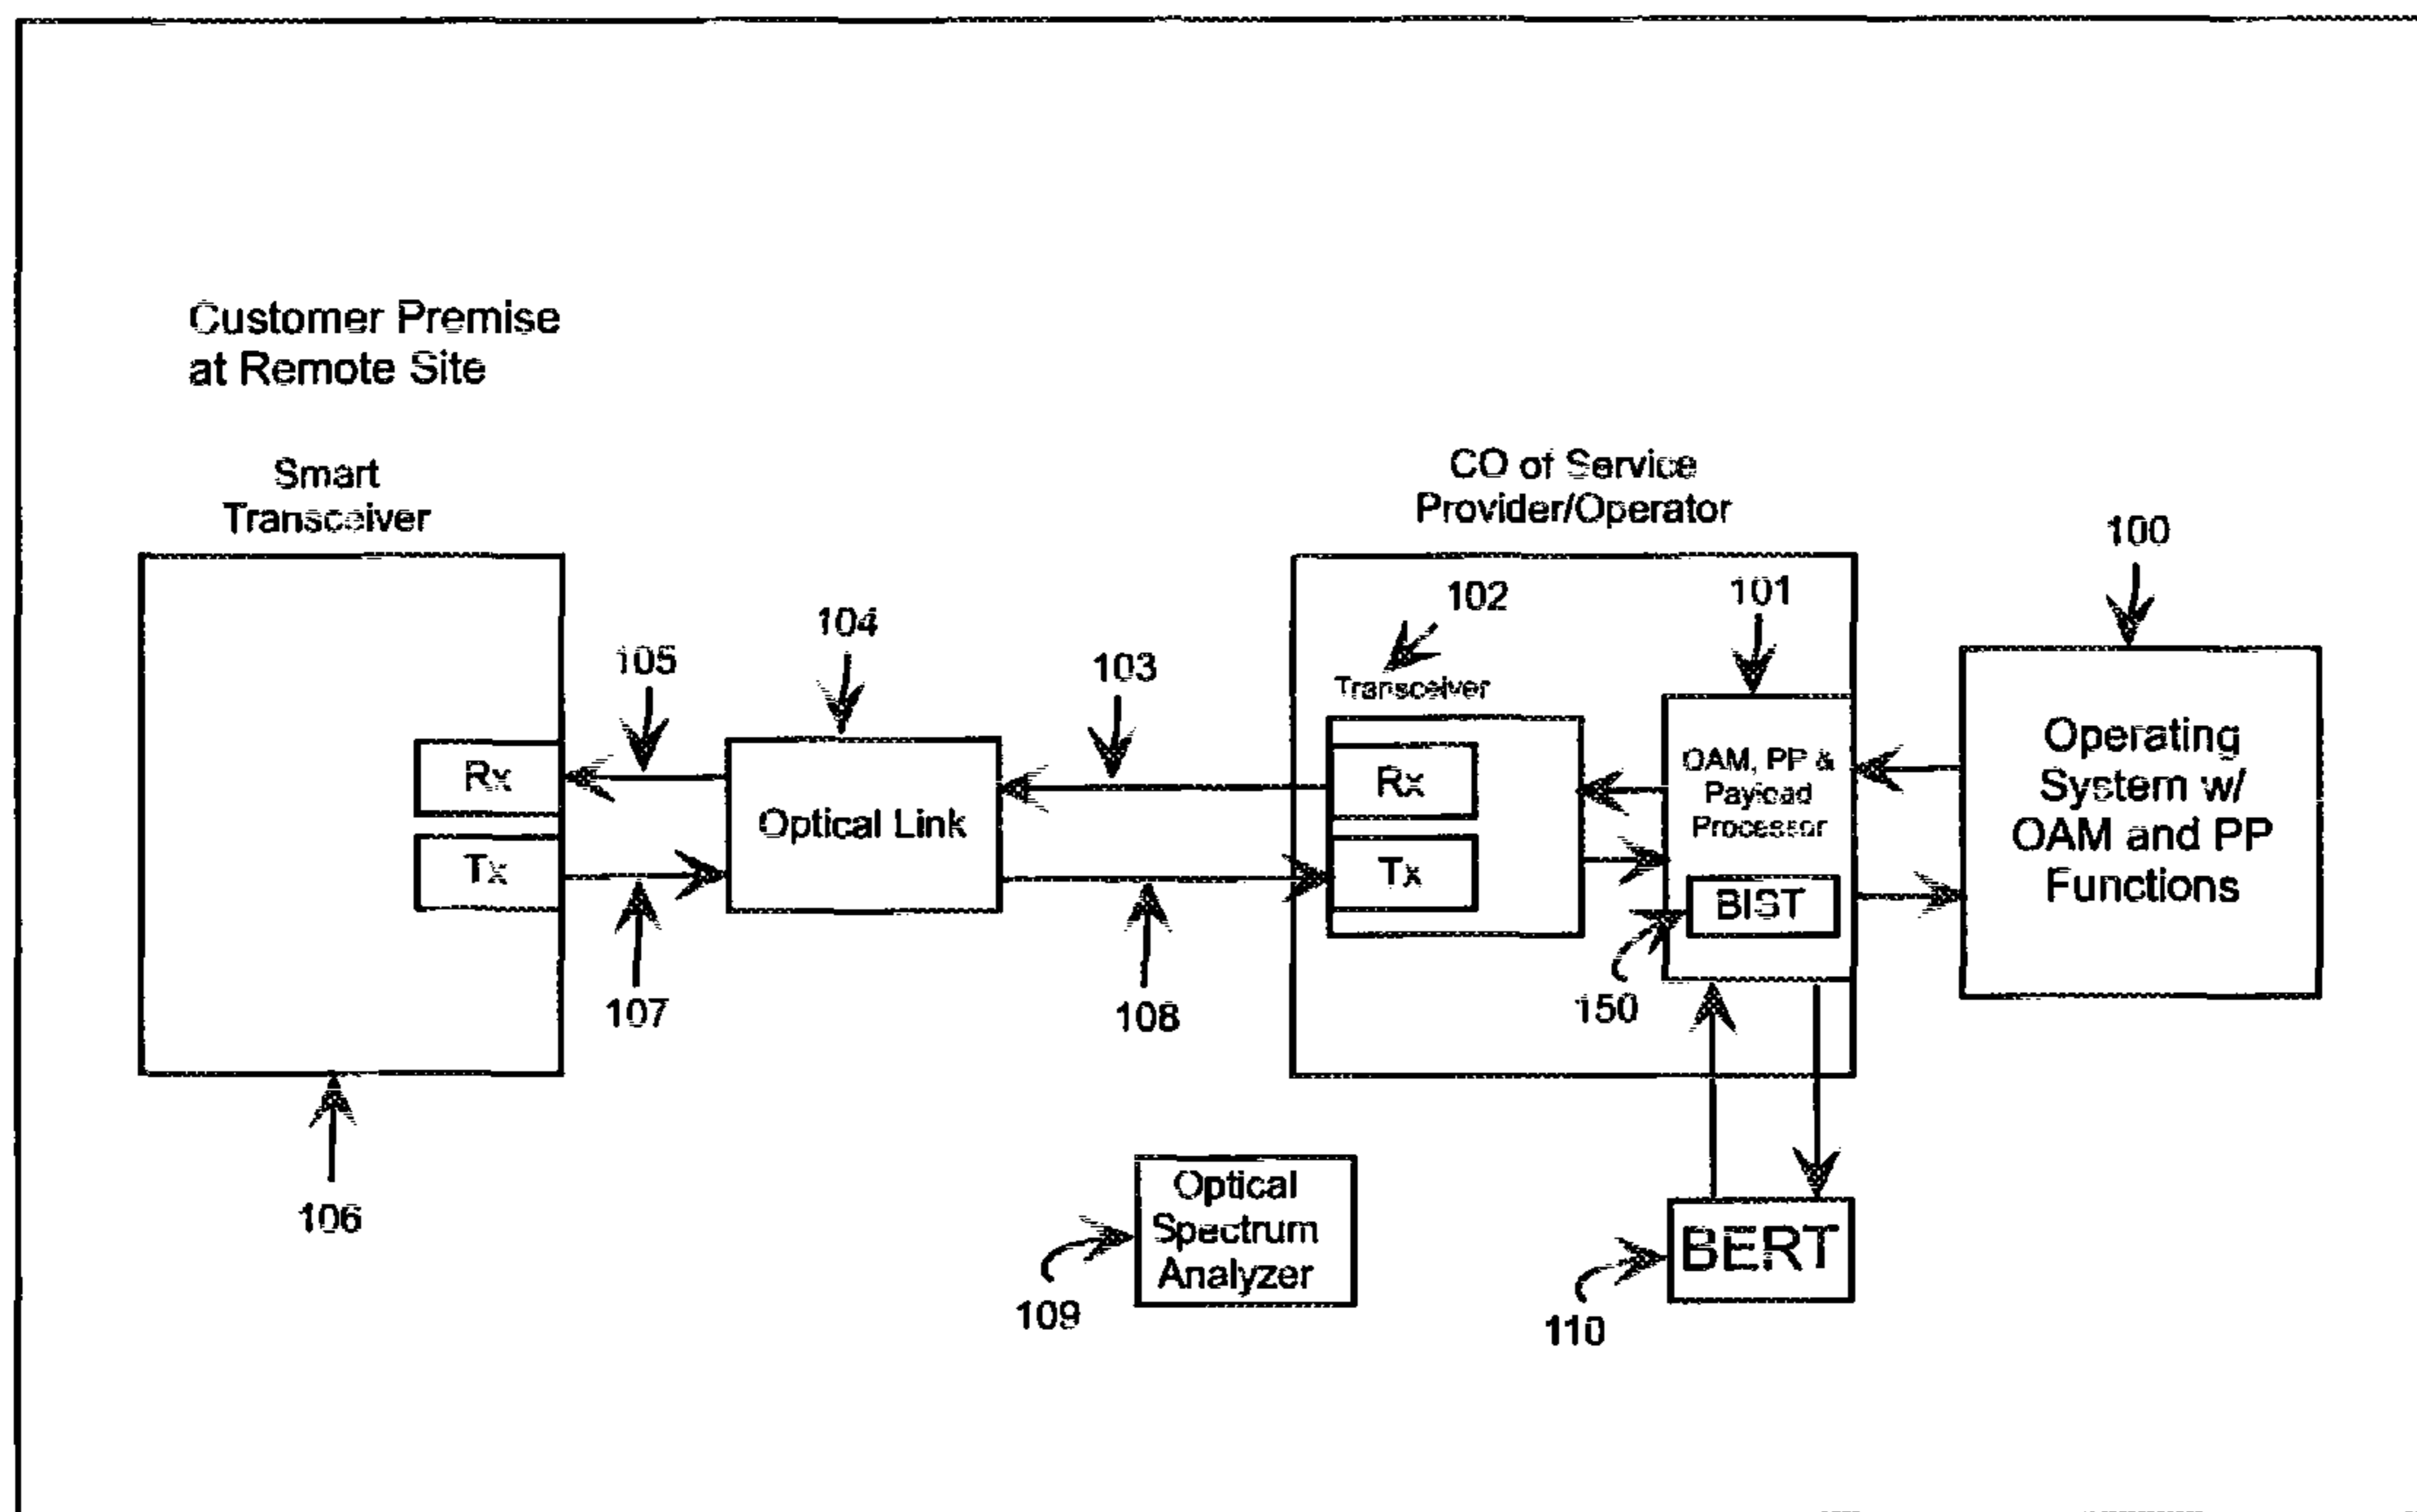 Customer Premise
at Remote Site
Smart
Transceiver
CO of Service
Provider/Operator
100
102
101
104
105
103
Transceiver
Rx
Tx
Optical Link
Rx
Tx
OAM, PP &
Payload
Processor
BIST
Operating
System w/
OAM and PP
Functions
107
108
150
106
Optical
Spectrum
Analyzer
109
BERT
110